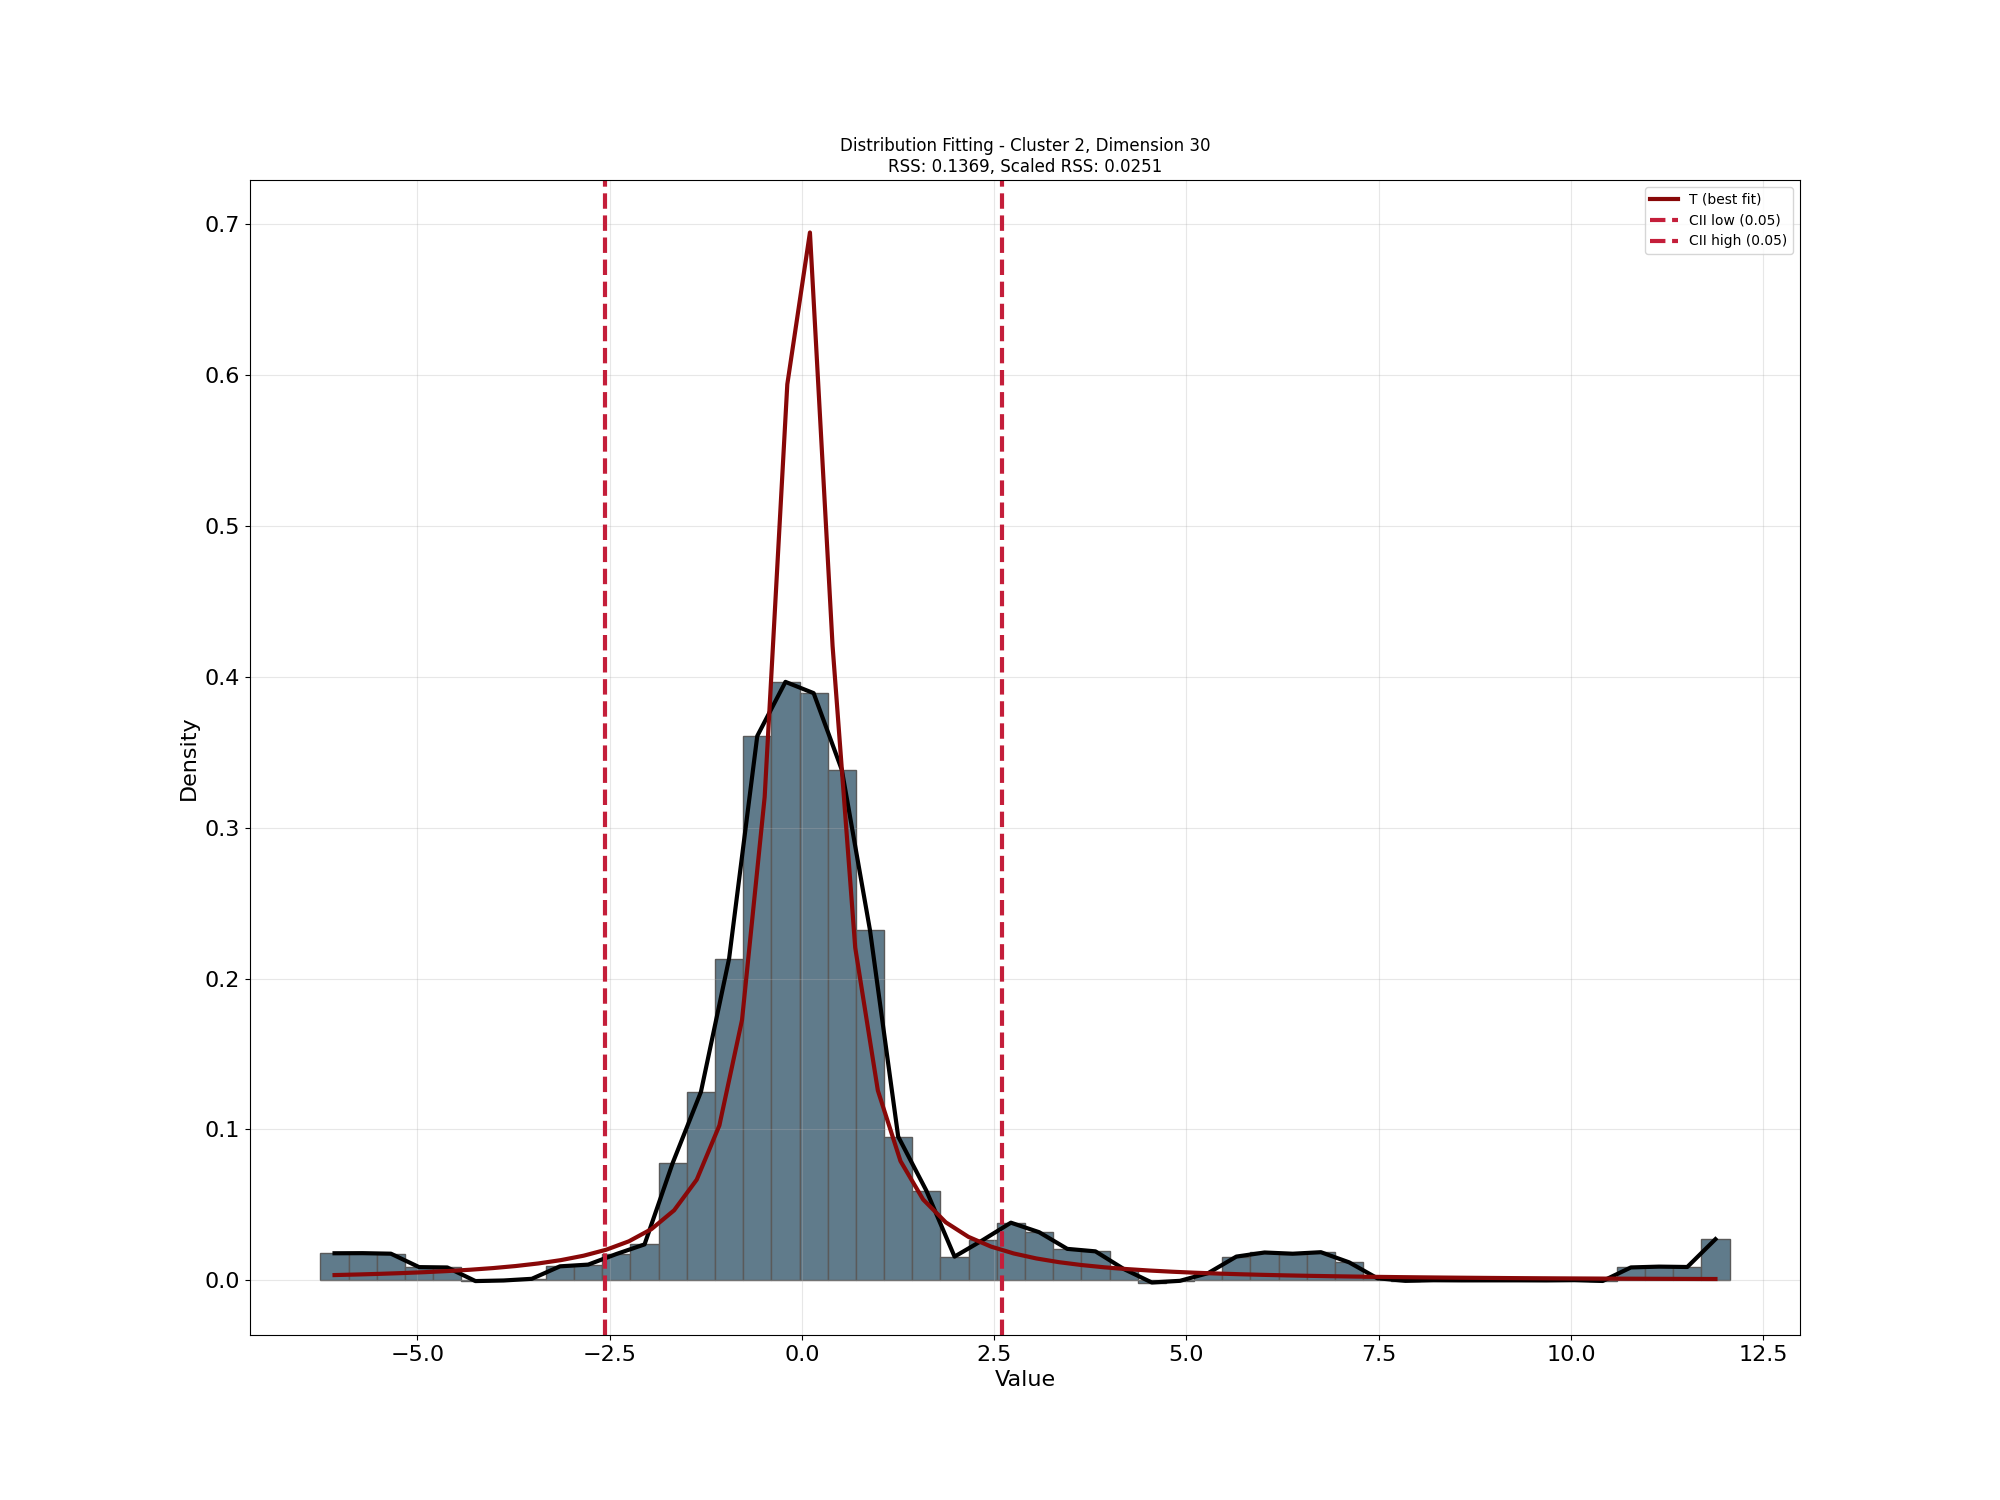 Distribution Fitting - Cluster 2, Dimension 30
RSS: 0.1369, Scaled RSS: 0.0251
T (best fit)
CII low (0.05)
CII high (0.05)
0.7
0.6
0.5
0.4
0.3
0.2
0.1
0.0
Density
−5.0 −2.5 0.0 2.5 5.0 7.5 10.0 12.5
Value